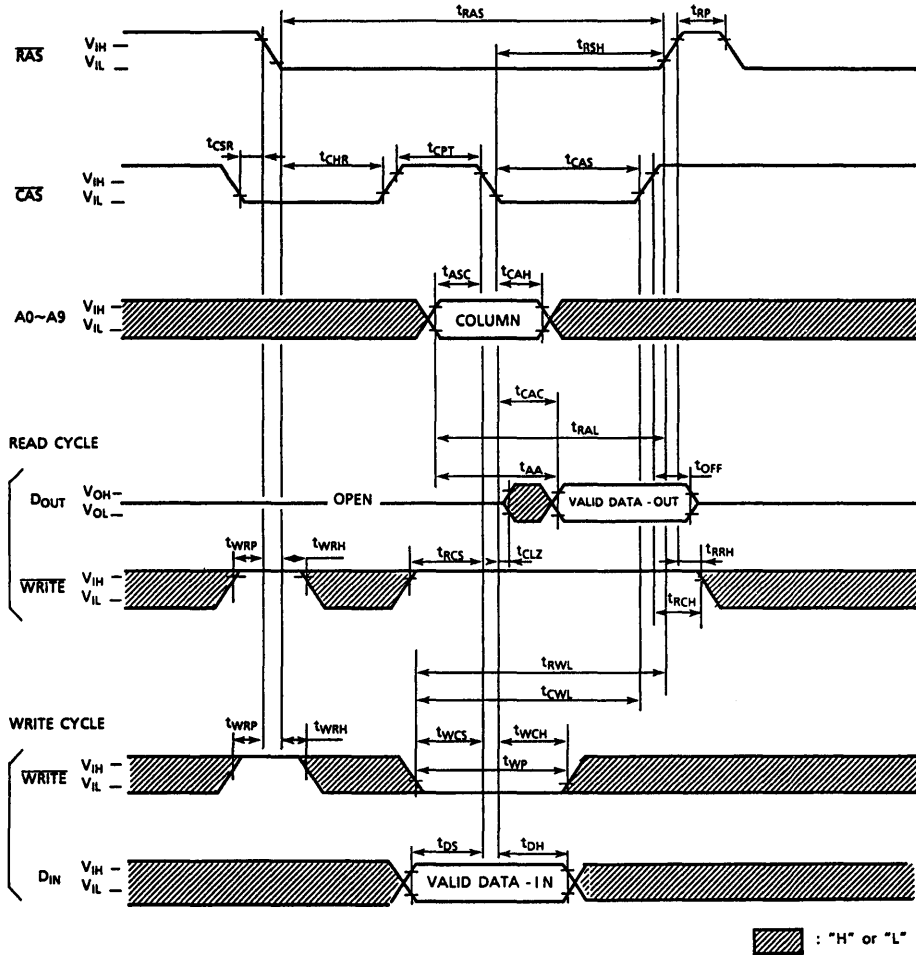 tRAS
tRP
RAS
VIH
VIL
tRSH
tCSR
tCHR
tCPT
tCAS
CAS
VIH
VIL
tASC
tCAH
A0~A9
VIH
VIL
COLUMN
tCAC
tRAL
READ CYCLE
tAA
tOFF
DOUT
VOH
VOL
OPEN
VALID DATA - OUT
tWRP
tWRH
tRCS
tCLZ
tRRH
WRITE
VIH
VIL
tRCH
tRWL
tCWL
WRITE CYCLE
tWRP
tWRH
tWCS
tWCH
WRITE
VIH
VIL
tWP
tDS
tDH
DIN
VIH
VIL
VALID DATA - IN
: "H" or "L"